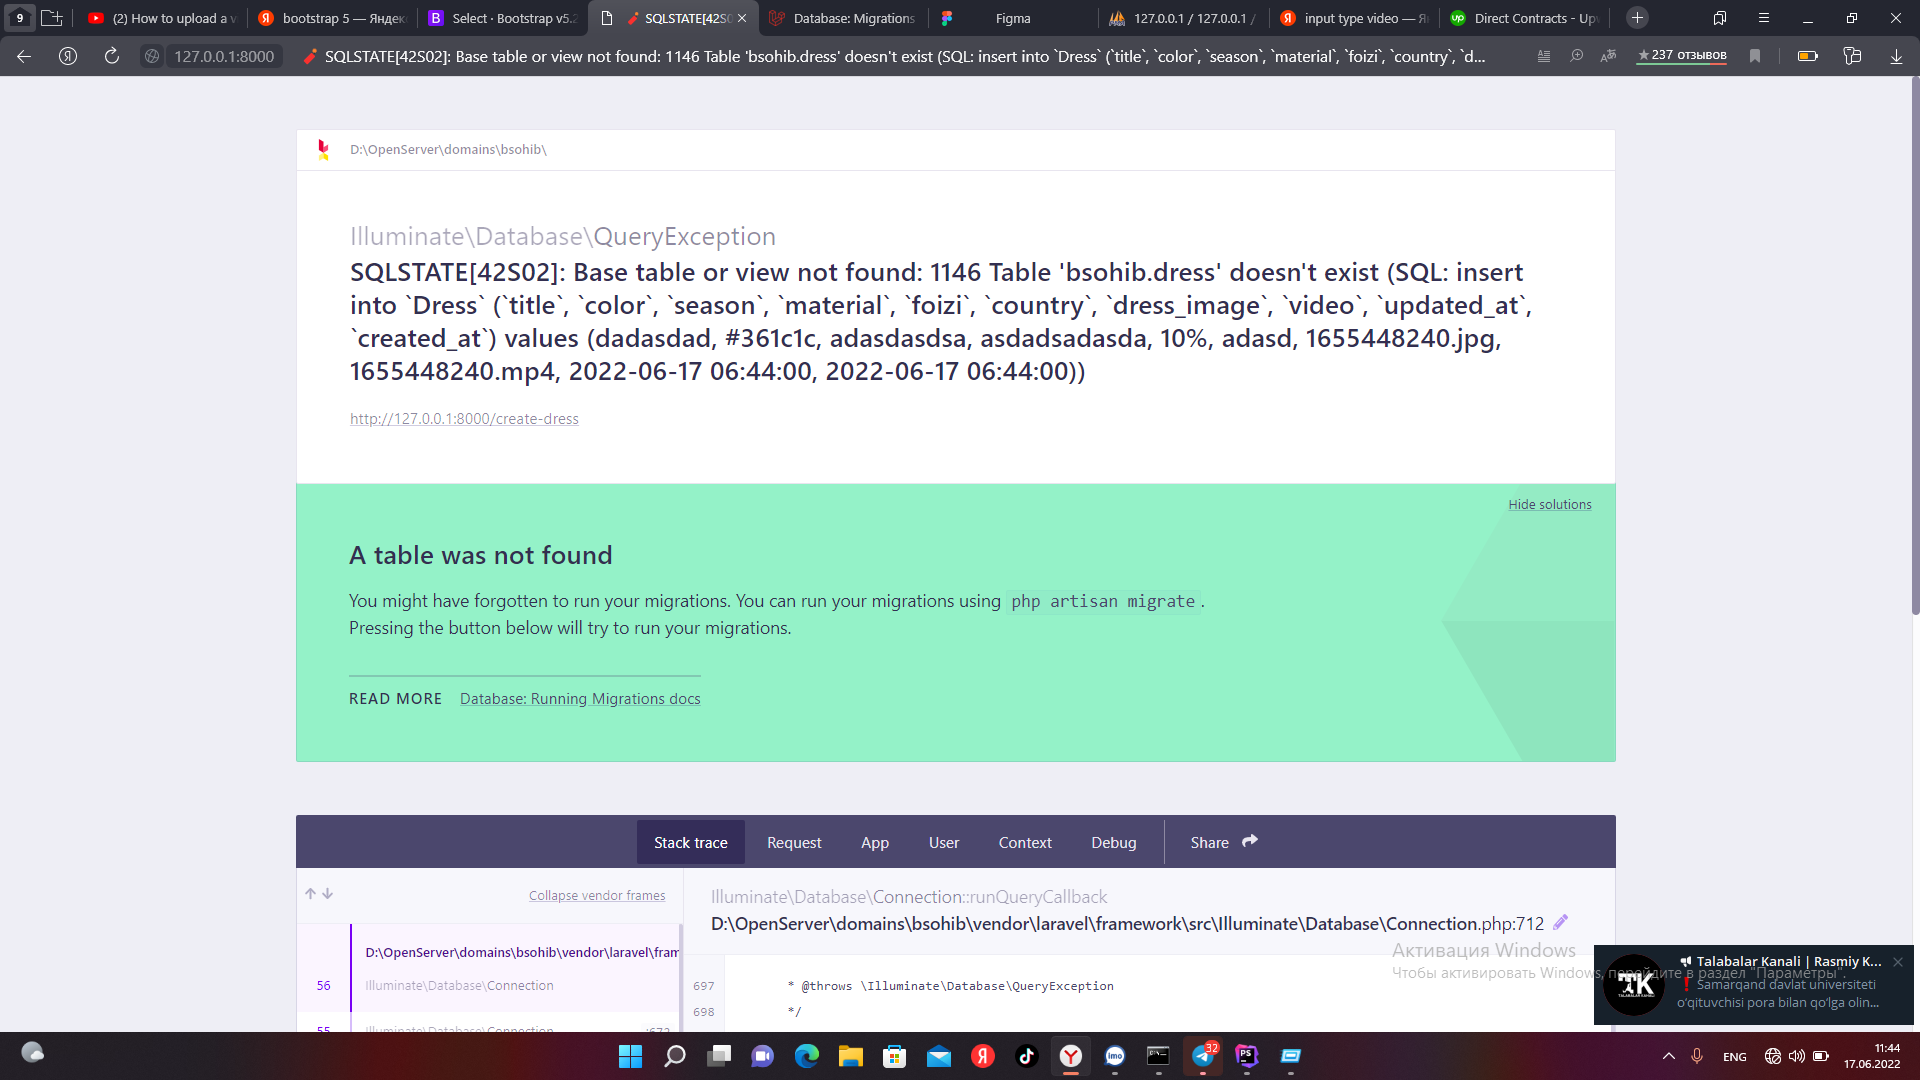 9
(2) How to upload a v
bootstrap 5 — Яндекс
Select · Bootstrap v5.2
SQLSTATE[42S0
Database: Migrations
Figma
127.0.0.1 / 127.0.0.1 /
input type video — Я
Direct Contracts - Upw
127.0.0.1:8000
SQLSTATE[42S02]: Base table or view not found: 1146 Table 'bsohib.dress' doesn't exist (SQL: insert into `Dress` (`title`, `color`, `season`, `material`, `foizi`, `country`, `d...
★ 237 отзывов
D:\OpenServer\domains\bsohib\
Illuminate\Database\QueryException
SQLSTATE[42S02]: Base table or view not found: 1146 Table 'bsohib.dress' doesn't exist (SQL: insert
into `Dress` (`title`, `color`, `season`, `material`, `foizi`, `country`, `dress_image`, `video`, `updated_at`,
`created_at`) values (dadasdad, #361c1c, adasdasdsa, asdadsadasda, 10%, adasd, 1655448240.jpg,
1655448240.mp4, 2022-06-17 06:44:00, 2022-06-17 06:44:00))
http://127.0.0.1:8000/create-dress
Hide solutions
A table was not found
You might have forgotten to run your migrations. You can run your migrations using php artisan migrate.
Pressing the button below will try to run your migrations.
READ MORE Database: Running Migrations docs
Stack trace Request App User Context Debug Share
Collapse vendor frames
Illuminate\Database\Connection::runQueryCallback
D:\OpenServer\domains\bsohib\vendor\laravel\framework\src\Illuminate\Database\Connection.php:712
D:\OpenServer\domains\bsohib\vendor\laravel\fram
56 Illuminate\Database\Connection
55 Illuminate\Database\Connection :672
697 * @throws \Illuminate\Database\QueryException
698 */
Активация Windows
Чтобы активировать Windows, перейдите в раздел "Параметры".
TK
TALABALAR KANALI
Talabalar Kanali | Rasmiy K...
❗ Samarqand davlat universiteti
o'qituvchisi pora bilan qo'lga olin...
imo
32
PS
ENG
11:44
17.06.2022